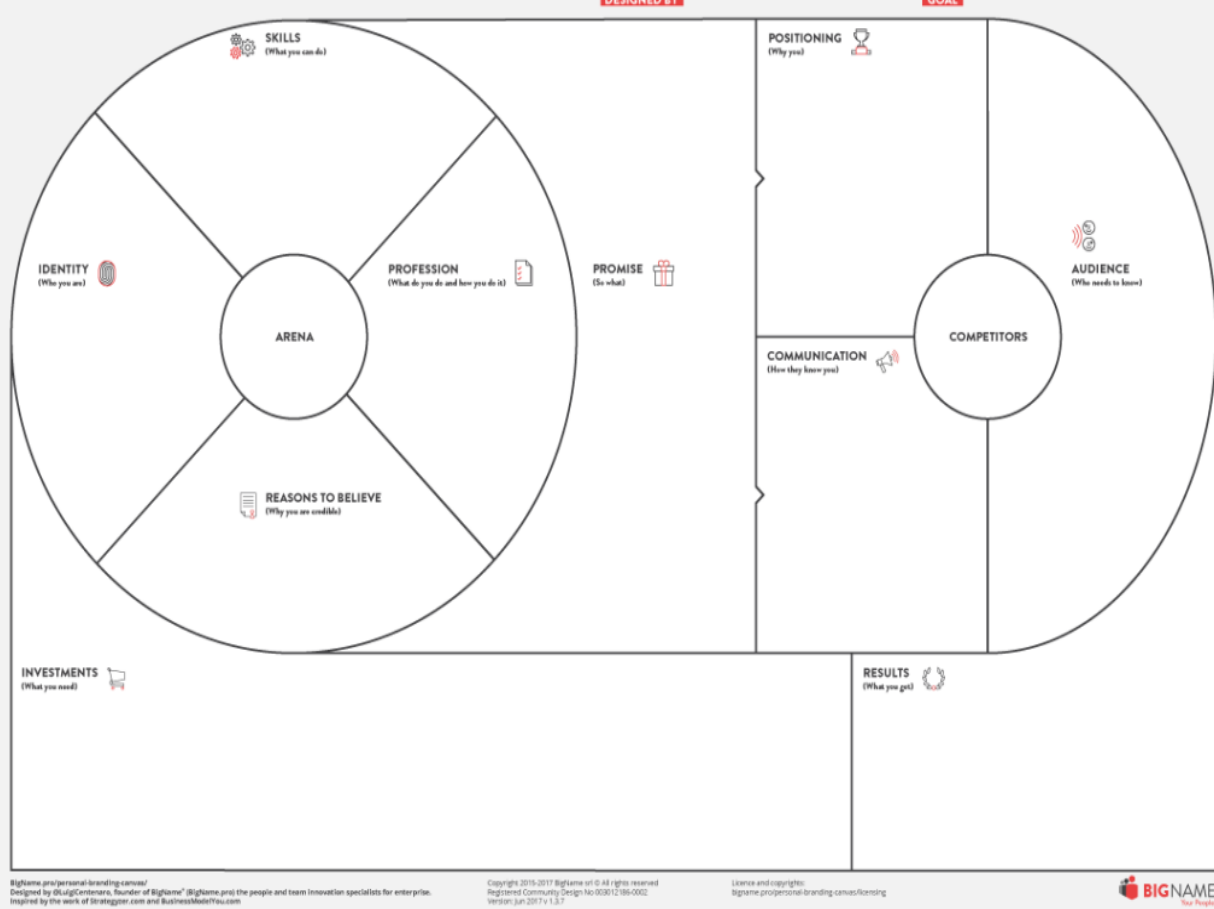 DESIGNED BY
GOAL
SKILLS
(What you can do)
POSITIONING
(Why you)
IDENTITY
(Who you are)
PROFESSION
(What do you do and how you do it)
PROMISE
(So what)
AUDIENCE
(Who needs to know)
ARENA
COMPETITORS
COMMUNICATION
(How they know you)
REASONS TO BELIEVE
(Why you are credible)
INVESTMENTS
(What you need)
RESULTS
(What you get)
BigName.pro/personal-branding-canvas/
Designed by @LuigiCentenaro, founder of BigName® (BigName.pro) the people and team innovation specialists for enterprise.
Inspired by the work of Strategyzer.com and BusinessModelYou.com
Copyright 2015-2017 BigName srl © All rights reserved
Registered Community Design No 003012186-0002
Version: Jun 2017 v 1.3.7
Licence and copyrights:
bigname.pro/personal-branding-canvas/licensing
BIGNAME
Your People